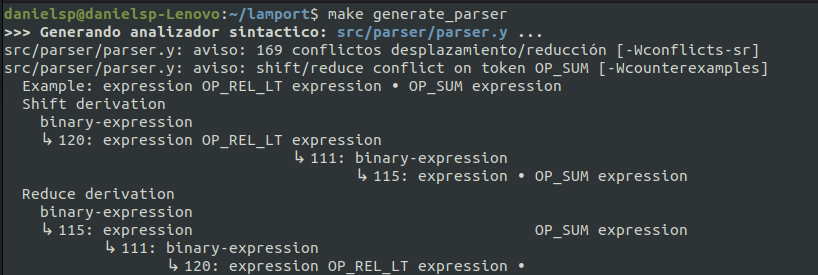 danielsp@danielsp-Lenovo:~/lamport$ make generate_parser
>>> Generando analizador sintactico: src/parser/parser.y ...
src/parser/parser.y: aviso: 169 conflictos desplazamiento/reducción [-Wconflicts-sr]
src/parser/parser.y: aviso: shift/reduce conflict on token OP_SUM [-Wcounterexamples]
  Example: expression OP_REL_LT expression • OP_SUM expression
  Shift derivation
    binary-expression
    ↳ 120: expression OP_REL_LT expression
                                ↳ 111: binary-expression
                                       ↳ 115: expression • OP_SUM expression
  Reduce derivation
    binary-expression
    ↳ 115: expression                                      OP_SUM expression
           ↳ 111: binary-expression
                  ↳ 120: expression OP_REL_LT expression •